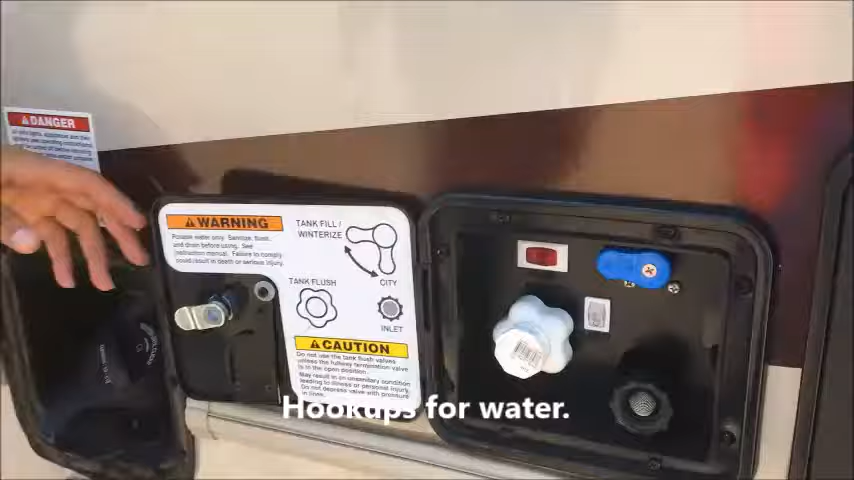 DANGER
WARNING
Potable water only. Sanitize, flush,
and drain before using. See
instruction manual. Failure to comply
could result in death or serious injury.
TANK FILL /
WINTERIZE
CITY
TANK FLUSH
INLET
CAUTION
Do not use the tank flush valves
unless the hullway termination valve
is in the open position.
May result in an unsanitary condition
leading to illness or personal injury.
Do not depress valve with pressure
in lines.
Hookups for water.